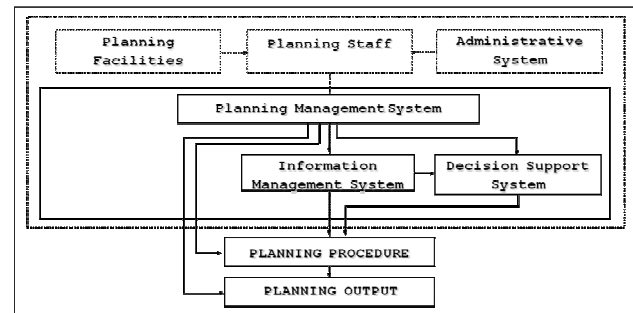 Planning
Facilities
Planning Staff
Administrative
System
Planning Management System
Information
Management System
Decision Support
System
PLANNING PROCEDURE
PLANNING OUTPUT